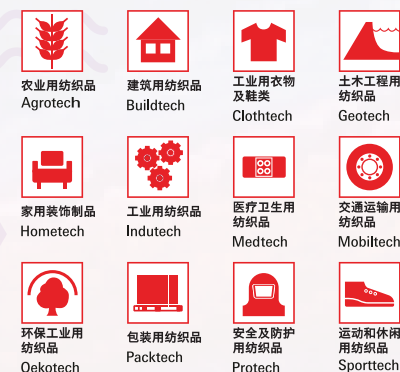 农业用纺织品
Agrotech
建筑用纺织品
Buildtech
工业用衣物
及鞋类
Clothtech
土木工程用
纺织品
Geotech
家用装饰制品
Hometech
工业用纺织品
Indutech
医疗卫生用
纺织品
Medtech
交通运输用
纺织品
Mobiltech
环保工业用
纺织品
Oekotech
包装用纺织品
Packtech
安全及防护
用纺织品
Protech
运动和休闲
用纺织品
Sporttech